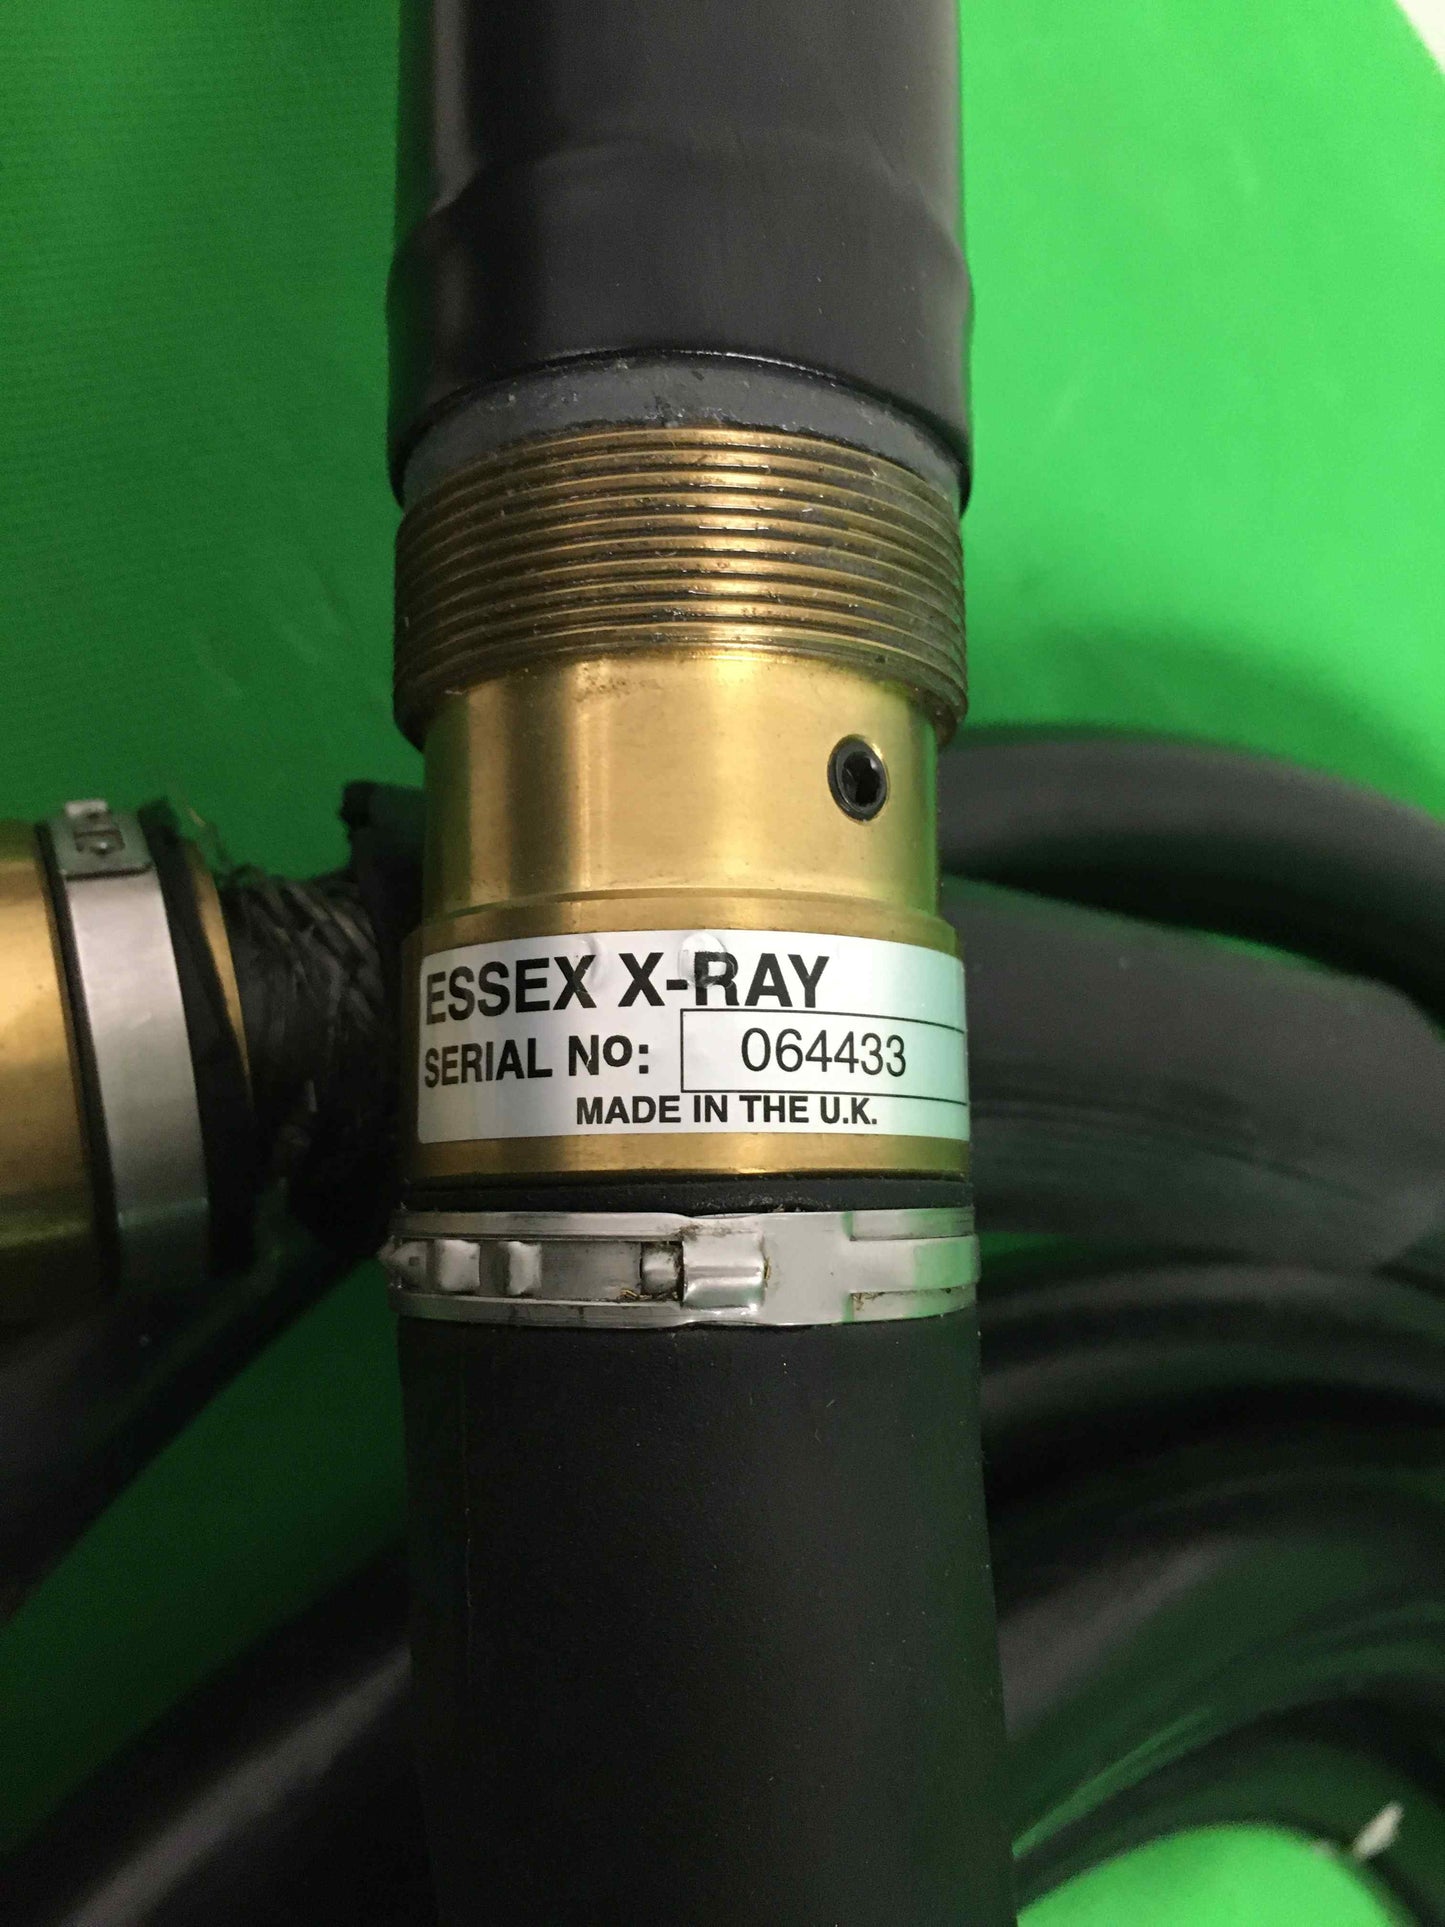 ESSEX X-RAY
SERIAL No: 064433
MADE IN THE U.K.